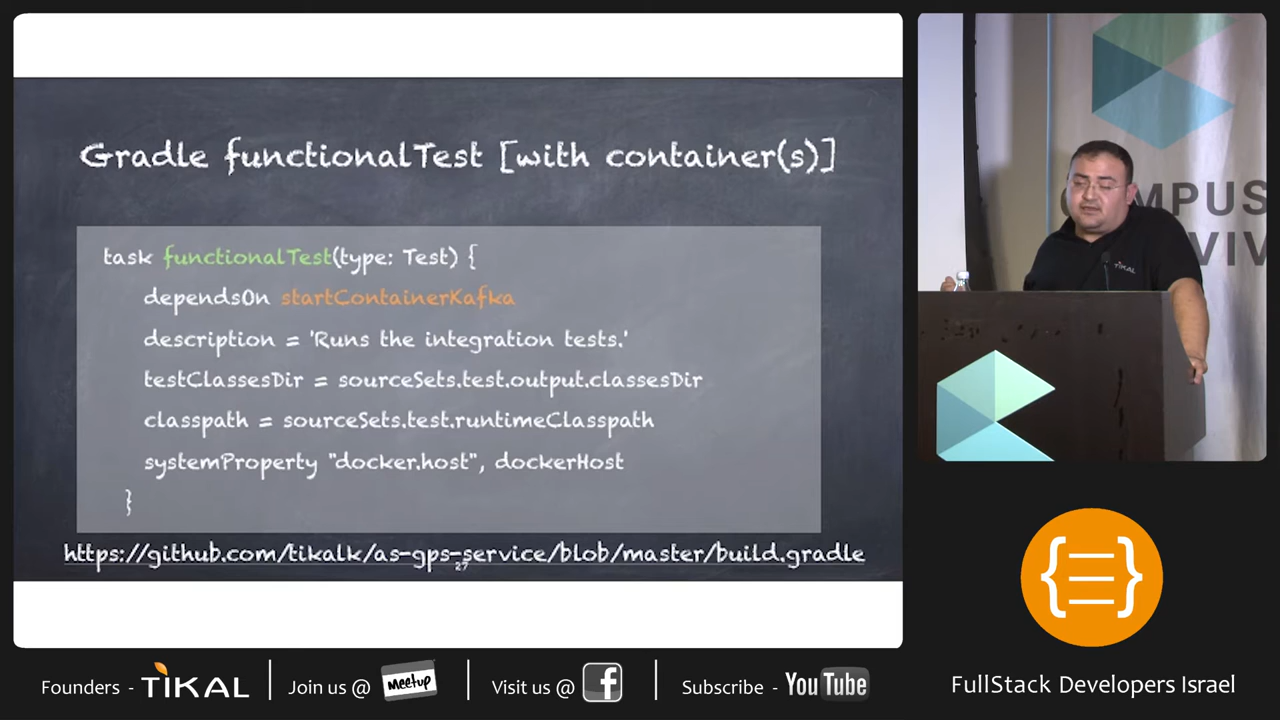 Gradle functionalTest [with container(s)]
task functionalTest(type: Test) {
dependsOn startContainerKafka
description = 'Runs the integration tests.'
testClassesDir = sourceSets.test.output.classesDir
classpath = sourceSets.test.runtimeClasspath
systemProperty "docker.host", dockerHost
}
https://github.com/tikalk/as-gps-service/blob/master/build.gradle
27
MPUS
VIV
TIKAL
{≡}
Founders - TIKAL
Join us @ meetup
Visit us @ f
Subscribe - YouTube
FullStack Developers Israel